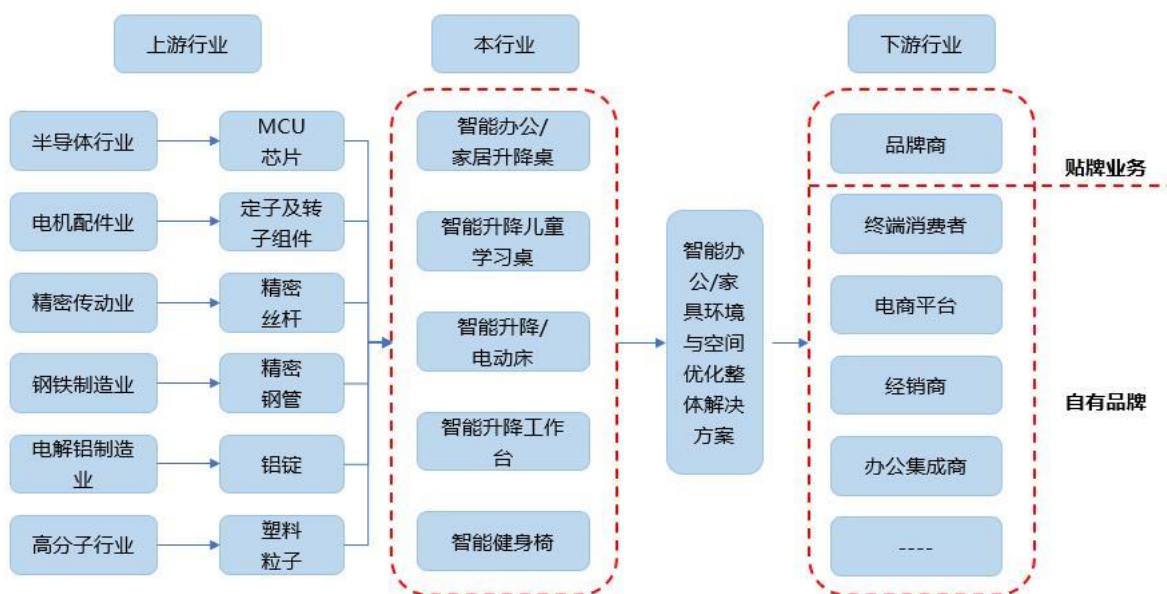 上游行业
本行业
下游行业
半导体行业
MCU
芯片
电机配件业
定子及转
子组件
精密传动业
精密
丝杆
钢铁制造业
精密
钢管
电解铝制造
业
铝锭
高分子行业
塑料
粒子
智能办公/
家居升降桌
智能升降儿童
学习桌
智能升降/
电动床
智能升降工作
台
智能健身椅
智能办
公/家
具环境
与空间
优化整
体解决
方案
品牌商
终端消费者
电商平台
经销商
办公集成商
----
贴牌业务
自有品牌